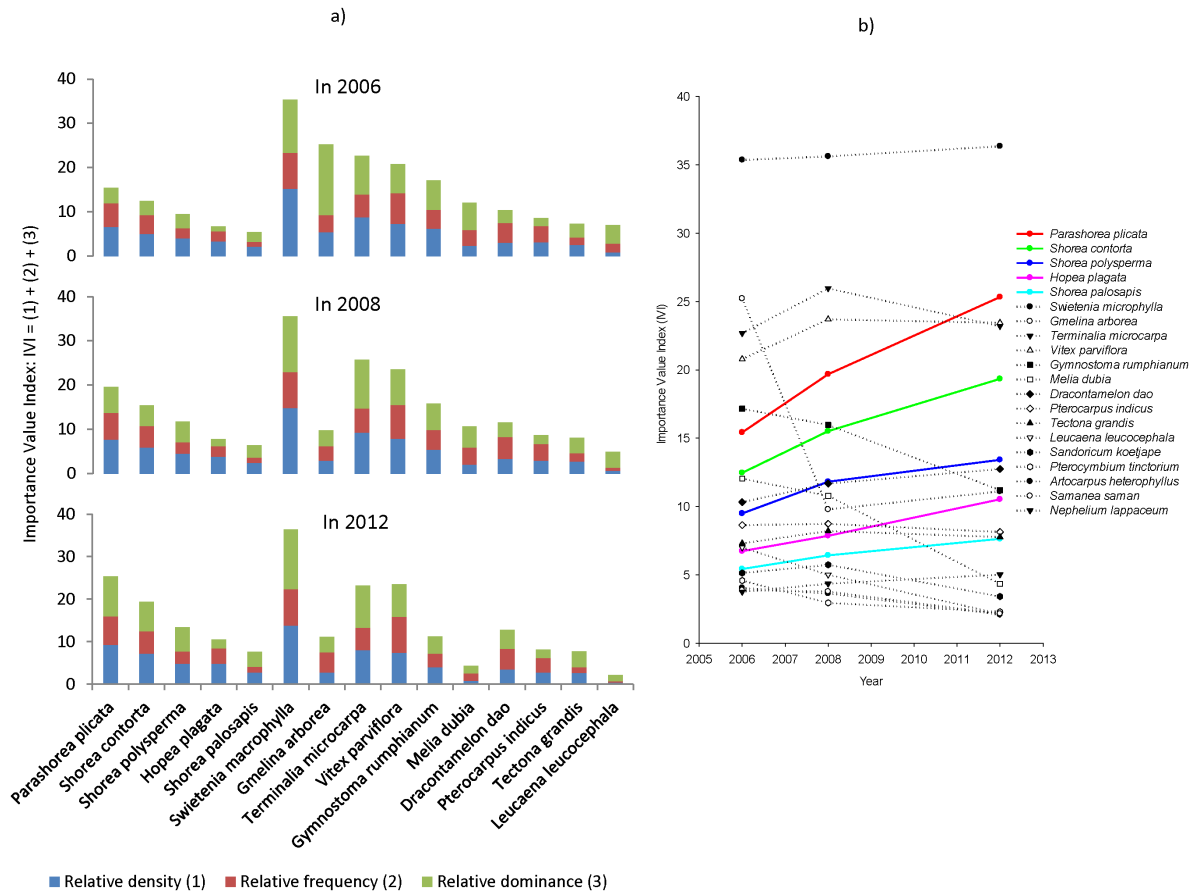 a)
Importance Value Index: IVI = (1) + (2) + (3)
In 2006
40
30
20
10
0
In 2008
40
30
20
10
0
In 2012
40
30
20
10
0
Parashorea plicata
Shorea contorta
Shorea polysperma
Hopea plagata
Shorea palosapis
Swietenia macrophylla
Gmelina arborea
Terminalia microcarpa
Vitex parviflora
Gymnostoma rumphianum
Melia dubia
Dracontamelon dao
Pterocarpus indicus
Tectona grandis
Leucaena leucocephala
Relative density (1) Relative frequency (2) Relative dominance (3)
b)
Importance Value Index (IVI)
40
35
30
25
20
15
10
5
0
2005 2006 2007 2008 2009 2010 2011 2012 2013
Year
Parashorea plicata
Shorea contorta
Shorea polysperma
Hopea plagata
Shorea palosapis
Swietenia microphylla
Gmelina arborea
Terminalia microcarpa
Vitex parviflora
Gymnostoma rumphianum
Melia dubia
Dracontamelon dao
Pterocarpus indicus
Tectona grandis
Leucaena leucocephala
Sandoricum koetjape
Pterocymbium tinctorium
Artocarpus heterophyllus
Samanea saman
Nephelium lappaceum